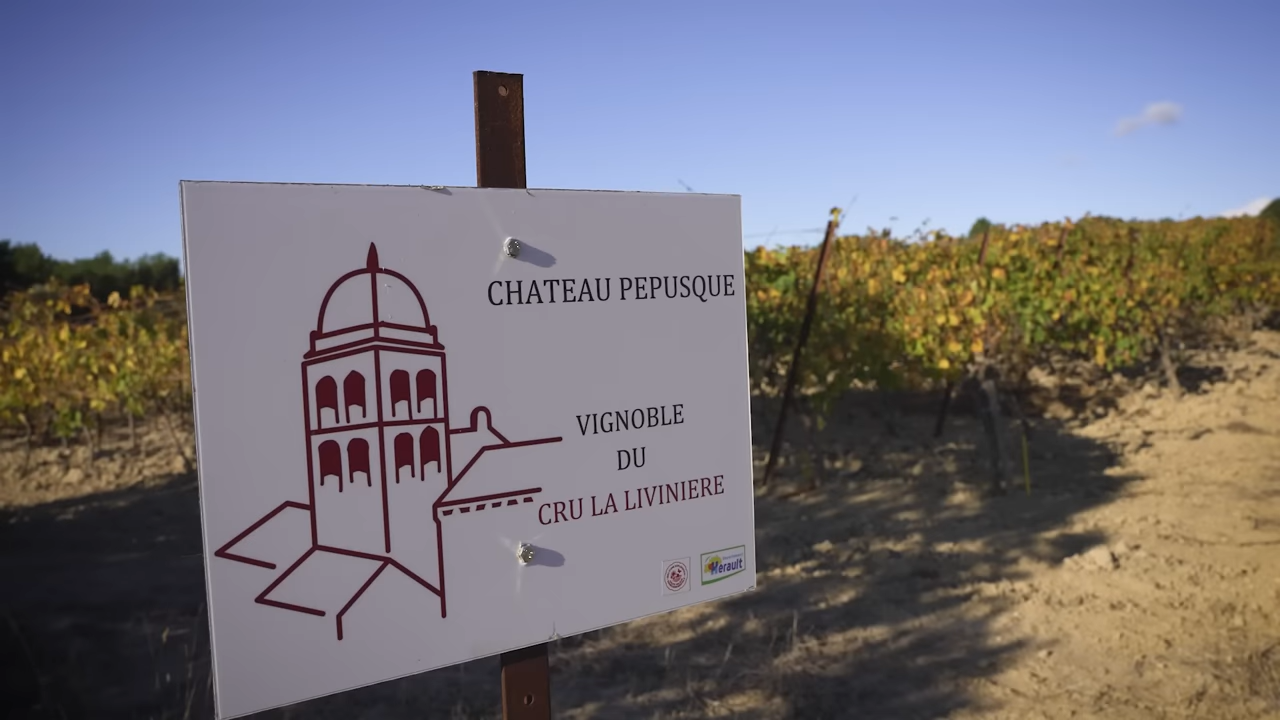 CHATEAU PEPUSQUE
VIGNOBLE
DU
CRU LA LIVINIERE
Hérault